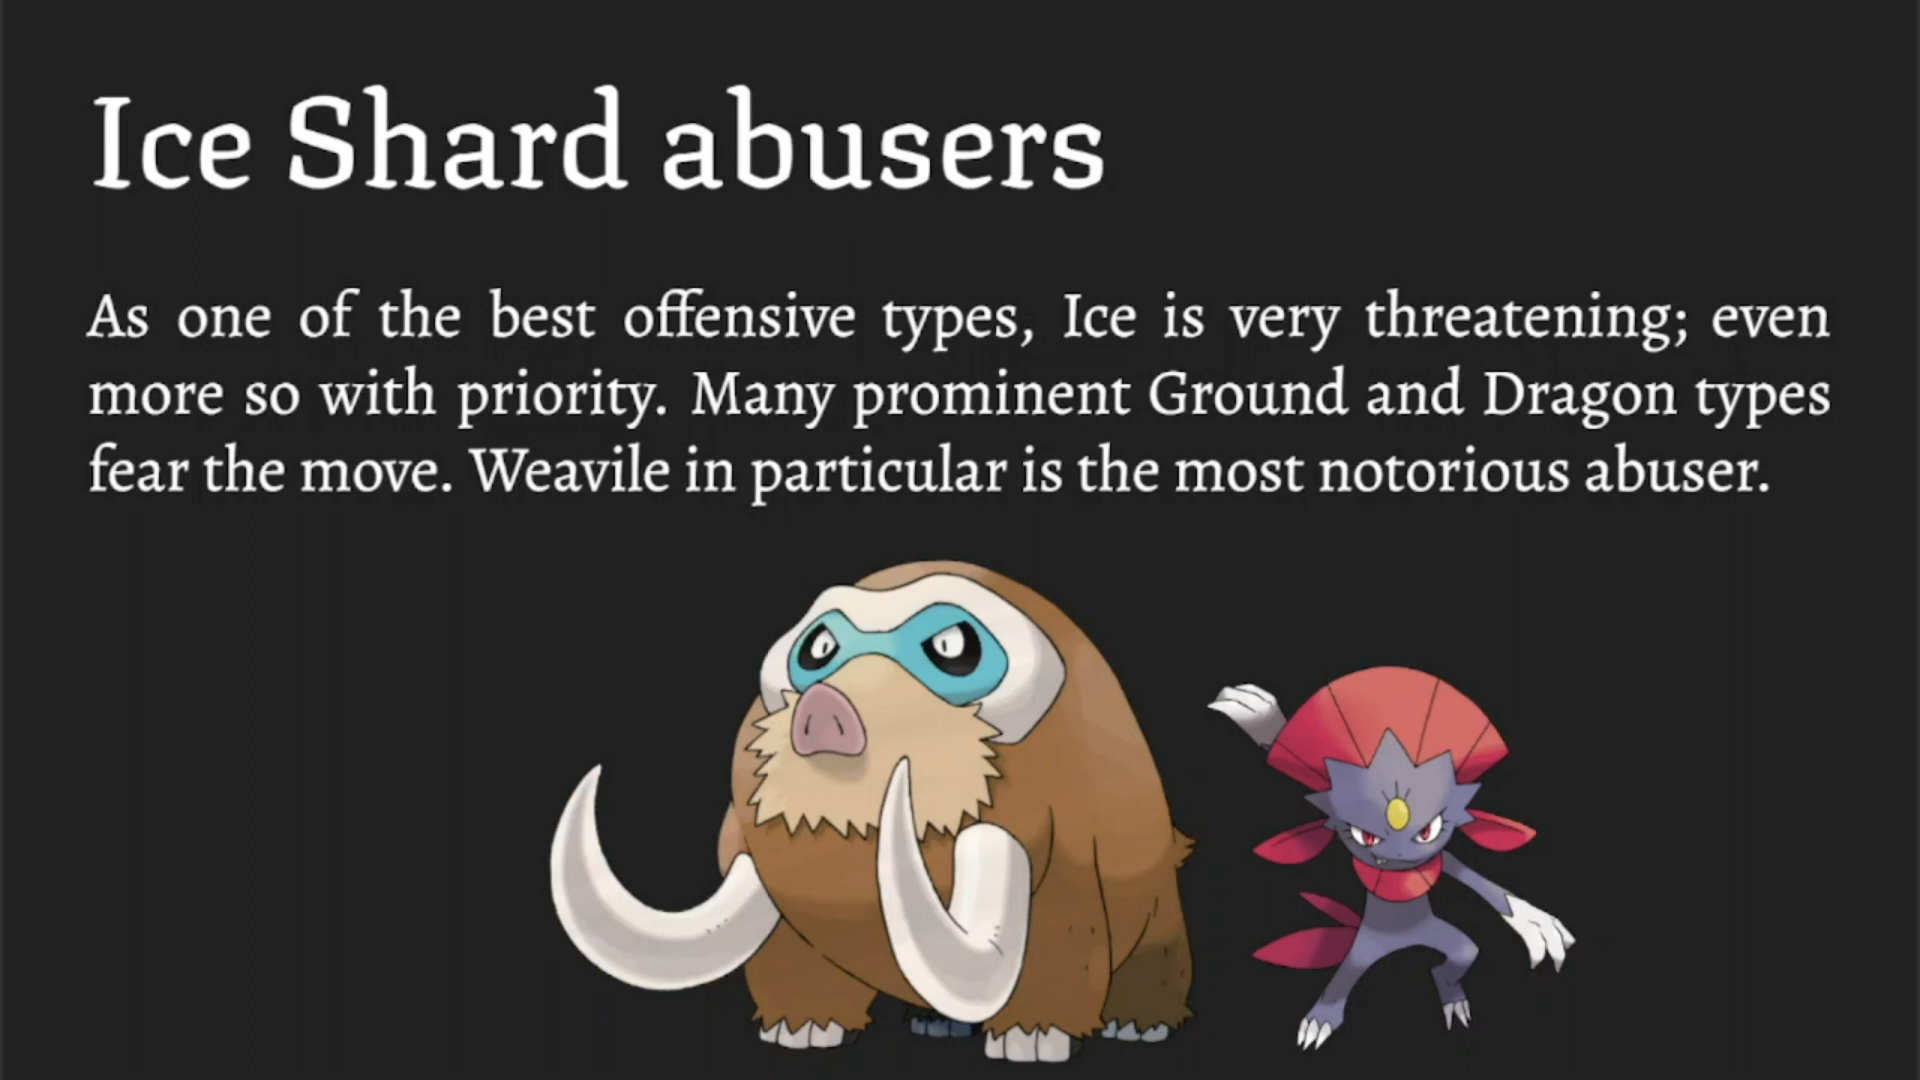 Ice Shard abusers
As one of the best offensive types, Ice is very threatening; even
more so with priority. Many prominent Ground and Dragon types
fear the move. Weavile in particular is the most notorious abuser.